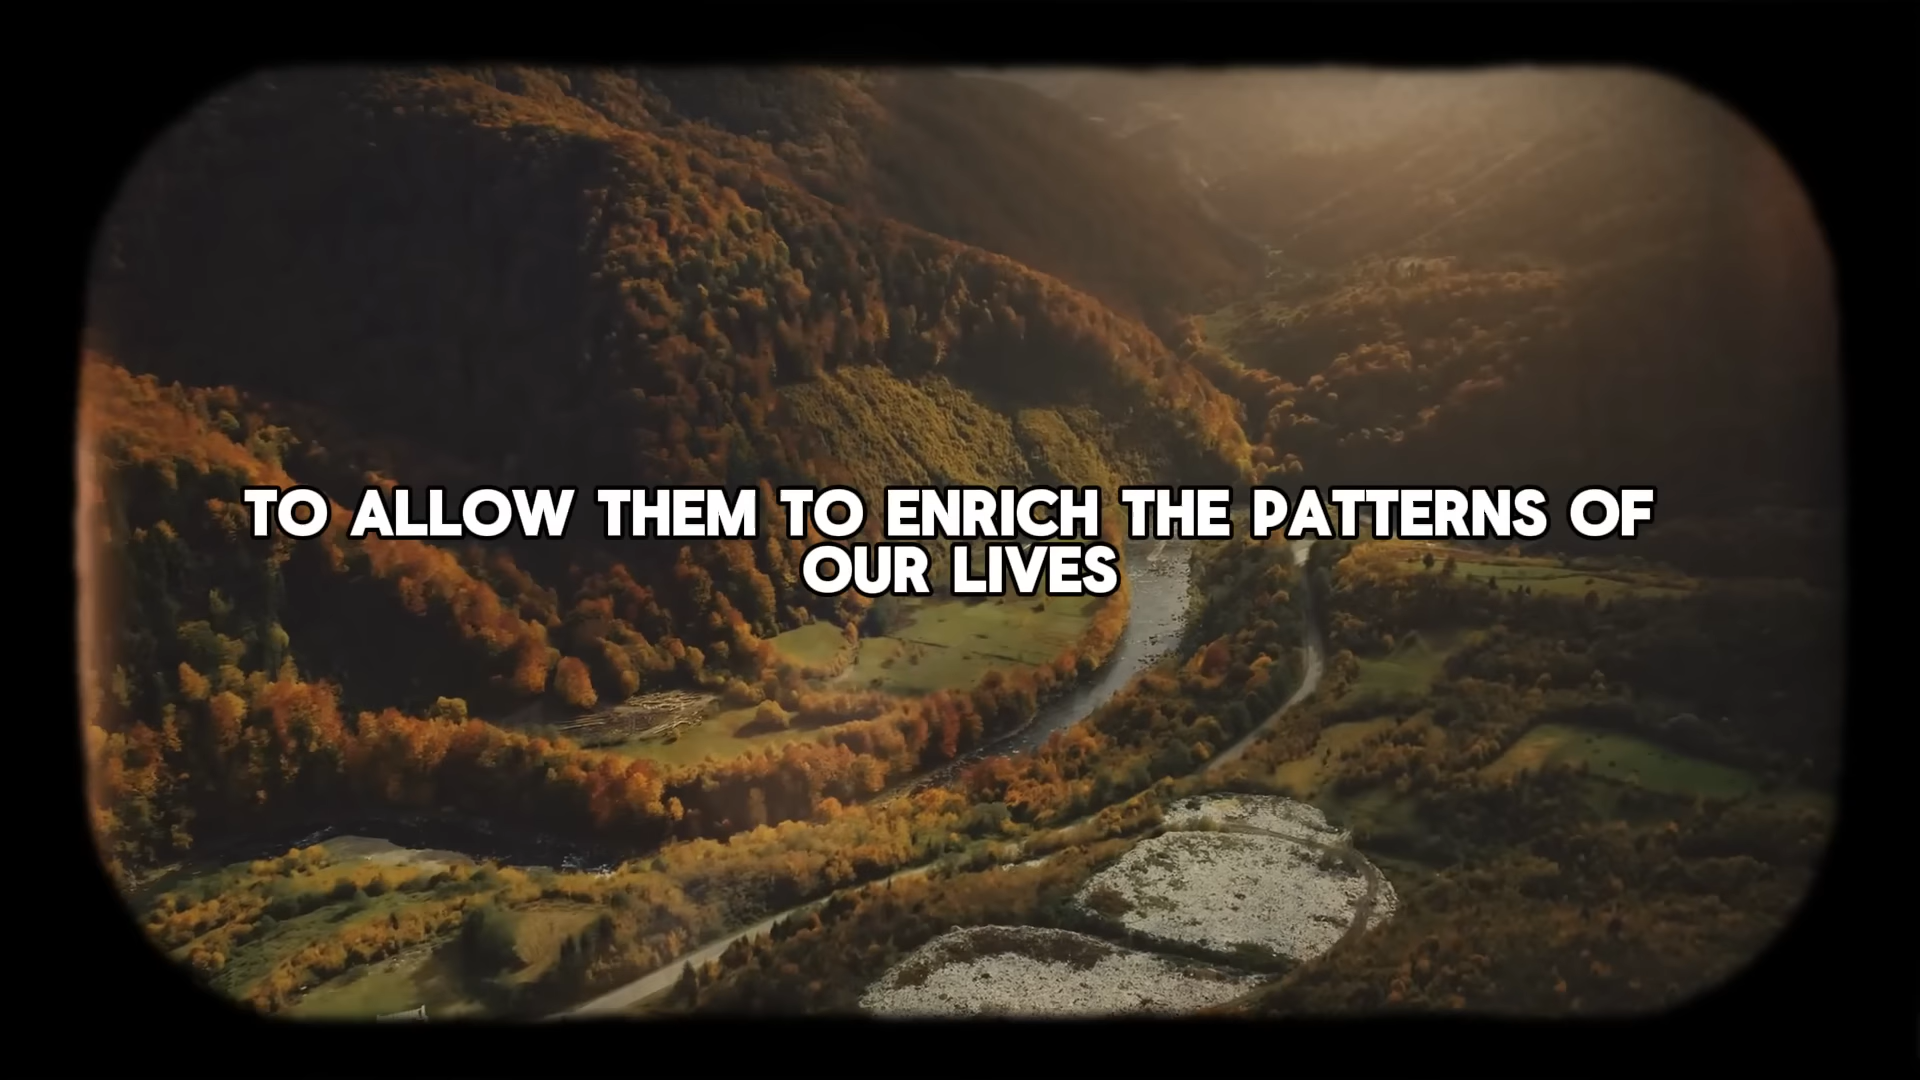 TO ALLOW THEM TO ENRICH THE PATTERNS OF
OUR LIVES